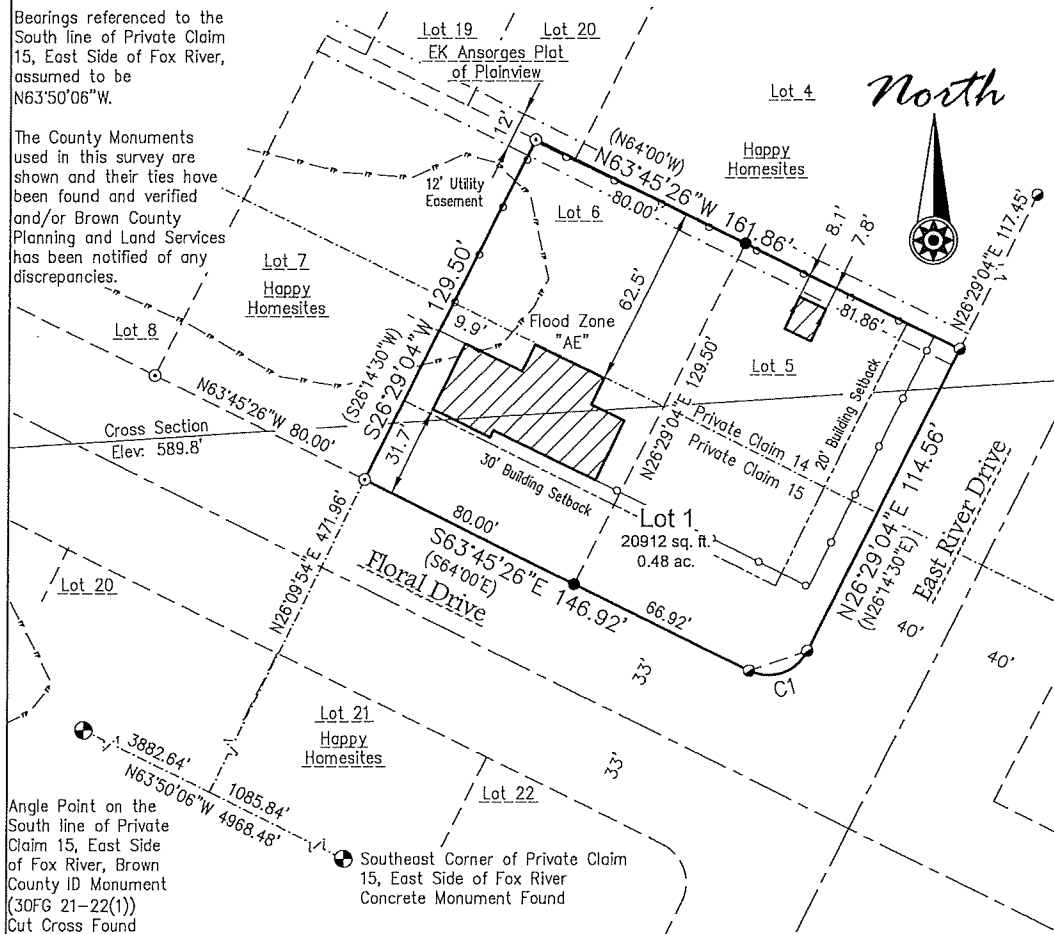 Bearings referenced to the
South line of Private Claim
15, East Side of Fox River,
assumed to be
N63°50'06"W.
The County Monuments
used in this survey are
shown and their ties have
been found and verified
and/or Brown County
Planning and Land Services
has been notified of any
discrepancies.
Lot 19
Lot 20
EK Ansorges Plat
of Plainview
Lot 4
North
Happy
Homesites
12'
(N64°00'W)
N63°45'26"W 161.86'
80.00'
12' Utility
Easement
Lot 6
8.1'
7.8'
81.86'
N26°29'04"E 117.45'
Lot 7
Happy
Homesites
Lot 8
62.5'
9.9'
Flood Zone
"AE"
(S26°14'30"W)
S26°29'04"W 129.50'
N26°29'04"E 129.50'
Lot 5
20' Building Setback
Private Claim 14
Private Claim 15
N63°45'26"W 80.00'
Cross Section
Elev: 589.8'
31.7'
30' Building Setback
Lot 1
20912 sq. ft.
0.48 ac.
N26°29'04"E 114.56'
(N26°14'30"E)
East River Drive
80.00'
S63°45'26"E 146.92'
(S64°00'E)
66.92'
Floral Drive
N26°09'54"E 471.96'
Lot 20
33'
C1
40'
40'
Lot 21
Happy
Homesites
33'
3882.64'
1085.84'
N63°50'06"W 4968.48'
Lot 22
Angle Point on the
South line of Private
Claim 15, East Side
of Fox River, Brown
County ID Monument
(30FG 21-22(1))
Cut Cross Found
Southeast Corner of Private Claim
15, East Side of Fox River
Concrete Monument Found